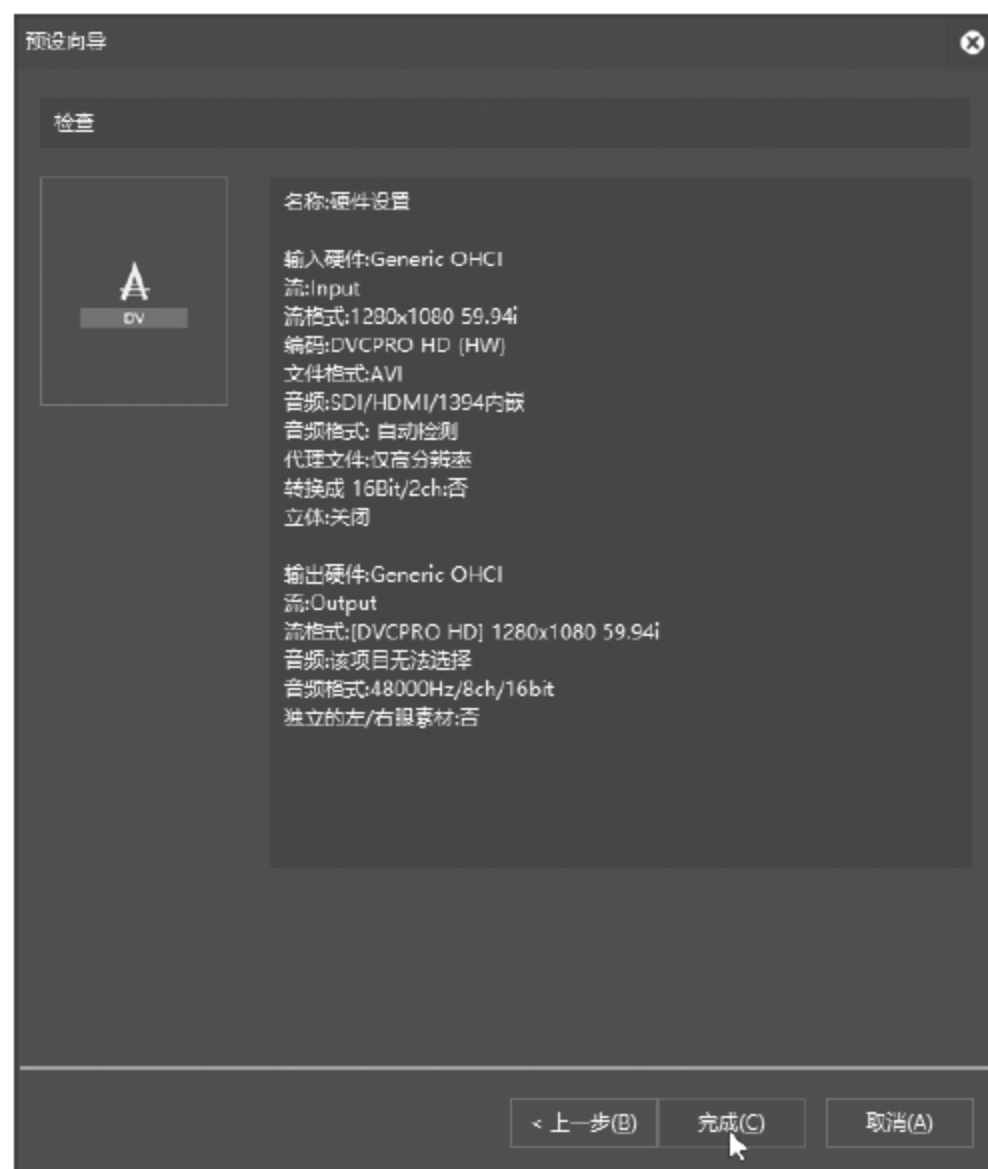 预设向导
检查
A
DV
名称:硬件设置
输入硬件:Generic OHCI
流:Input
流格式:1280x1080 59.94i
编码:DVCPRO HD (HW)
文件格式:AVI
音频:SDI/HDMI/1394内嵌
音频格式: 自动检测
代理文件:仅高分辨率
转换成 16Bit/2ch:否
立体:关闭
输出硬件:Generic OHCI
流:Output
流格式:[DVCPRO HD] 1280x1080 59.94i
音频:该项目无法选择
音频格式:48000Hz/8ch/16bit
独立的左/右眼素材:否
< 上一步(B) 完成(C) 取消(A)